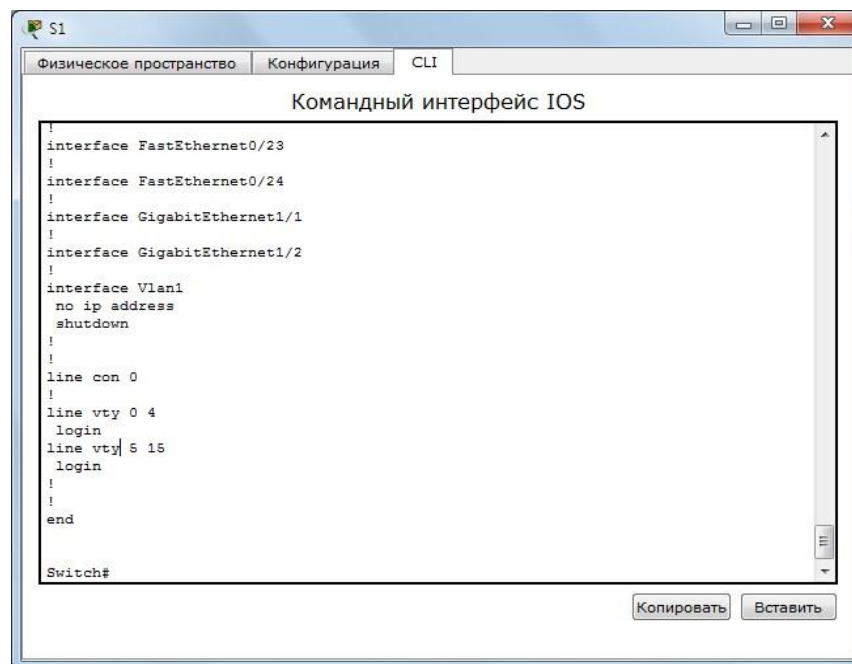 S1
Физическое пространство Конфигурация CLI
Командный интерфейс IOS
!
interface FastEthernet0/23
!
interface FastEthernet0/24
!
interface GigabitEthernet1/1
!
interface GigabitEthernet1/2
!
interface Vlan1
 no ip address
 shutdown
!
!
line con 0
!
line vty 0 4
 login
line vty 5 15
 login
!
!
end
Switch#
Копировать Вставить